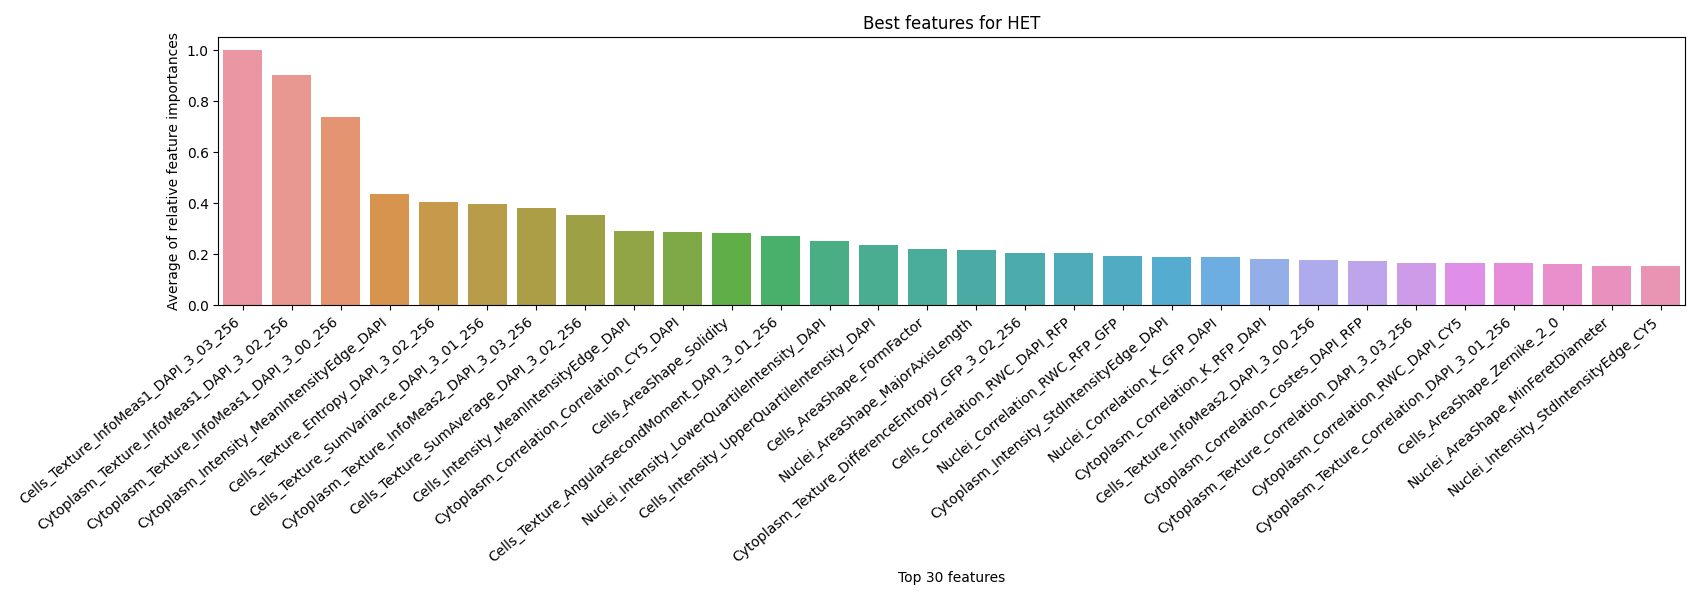 Best features for HET
Average of relative feature importances
1.0
0.8
0.6
0.4
0.2
0.0
Cells_Texture_InfoMeas1_DAPI_3_03_256
Cytoplasm_Texture_InfoMeas1_DAPI_3_02_256
Cytoplasm_Texture_InfoMeas1_DAPI_3_00_256
Cytoplasm_Intensity_MeanIntensityEdge_DAPI
Cells_Texture_Entropy_DAPI_3_02_256
Cells_Texture_SumVariance_DAPI_3_01_256
Cytoplasm_Texture_InfoMeas2_DAPI_3_03_256
Cells_Texture_SumAverage_DAPI_3_02_256
Cells_Intensity_MeanIntensityEdge_DAPI
Cytoplasm_Correlation_Correlation_CY5_DAPI
Cells_AreaShape_Solidity
Cells_Texture_AngularSecondMoment_DAPI_3_01_256
Nuclei_Intensity_LowerQuartileIntensity_DAPI
Cells_Intensity_UpperQuartileIntensity_DAPI
Cells_AreaShape_FormFactor
Nuclei_AreaShape_MajorAxisLength
Cytoplasm_Texture_DifferenceEntropy_GFP_3_02_256
Cells_Correlation_RWC_DAPI_RFP
Nuclei_Correlation_RWC_RFP_GFP
Cytoplasm_Intensity_StdIntensityEdge_DAPI
Nuclei_Correlation_K_GFP_DAPI
Cytoplasm_Correlation_K_RFP_DAPI
Cells_Texture_InfoMeas2_DAPI_3_00_256
Cytoplasm_Correlation_Costes_DAPI_RFP
Cytoplasm_Texture_Correlation_DAPI_3_03_256
Cytoplasm_Correlation_RWC_DAPI_CY5
Cytoplasm_Texture_Correlation_DAPI_3_01_256
Cells_AreaShape_Zernike_2_0
Nuclei_AreaShape_MinFeretDiameter
Nuclei_Intensity_StdIntensityEdge_CY5
Top 30 features